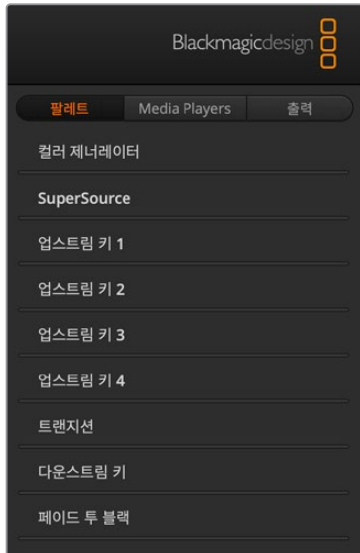 Blackmagicdesign
팔레트 Media Players 출력
컬러 제너레이터
SuperSource
업스트림 키 1
업스트림 키 2
업스트림 키 3
업스트림 키 4
트랜지션
다운스트림 키
페이드 투 블랙